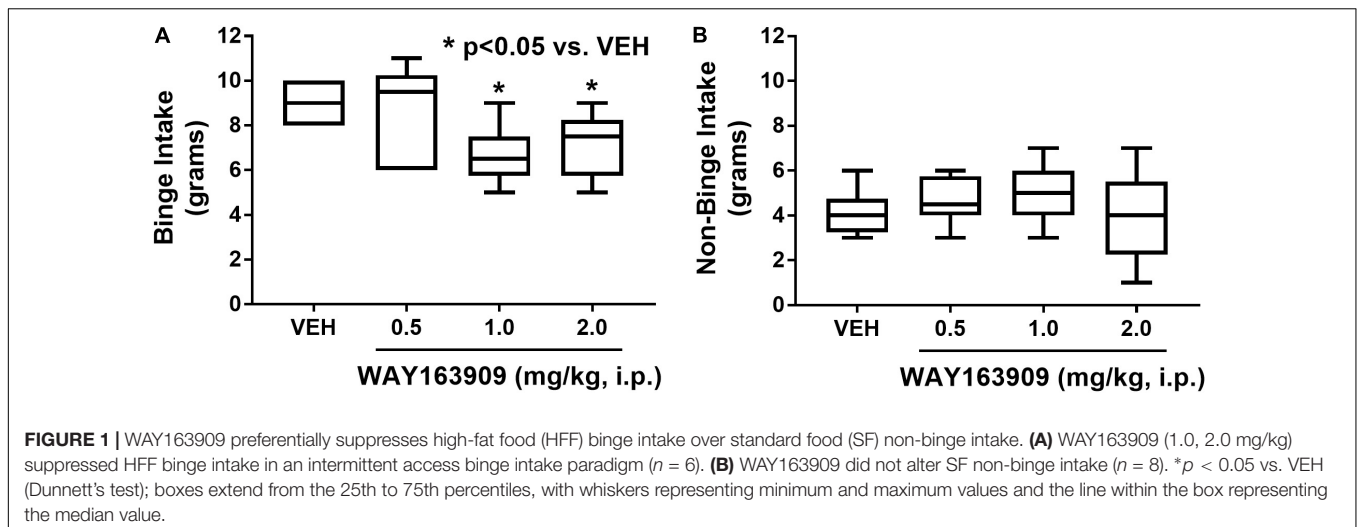 A
B
* p<0.05 vs. VEH
Binge Intake
(grams)
12
10
8
6
4
2
0
*
*
VEH
0.5
1.0
2.0
WAY163909 (mg/kg, i.p.)
Non-Binge Intake
(grams)
12
10
8
6
4
2
0
VEH
0.5
1.0
2.0
WAY163909 (mg/kg, i.p.)
FIGURE 1 | WAY163909 preferentially suppresses high-fat food (HFF) binge intake over standard food (SF) non-binge intake. (A) WAY163909 (1.0, 2.0 mg/kg)
suppressed HFF binge intake in an intermittent access binge intake paradigm (n = 6). (B) WAY163909 did not alter SF non-binge intake (n = 8). *p < 0.05 vs. VEH
(Dunnett's test); boxes extend from the 25th to 75th percentiles, with whiskers representing minimum and maximum values and the line within the box representing
the median value.